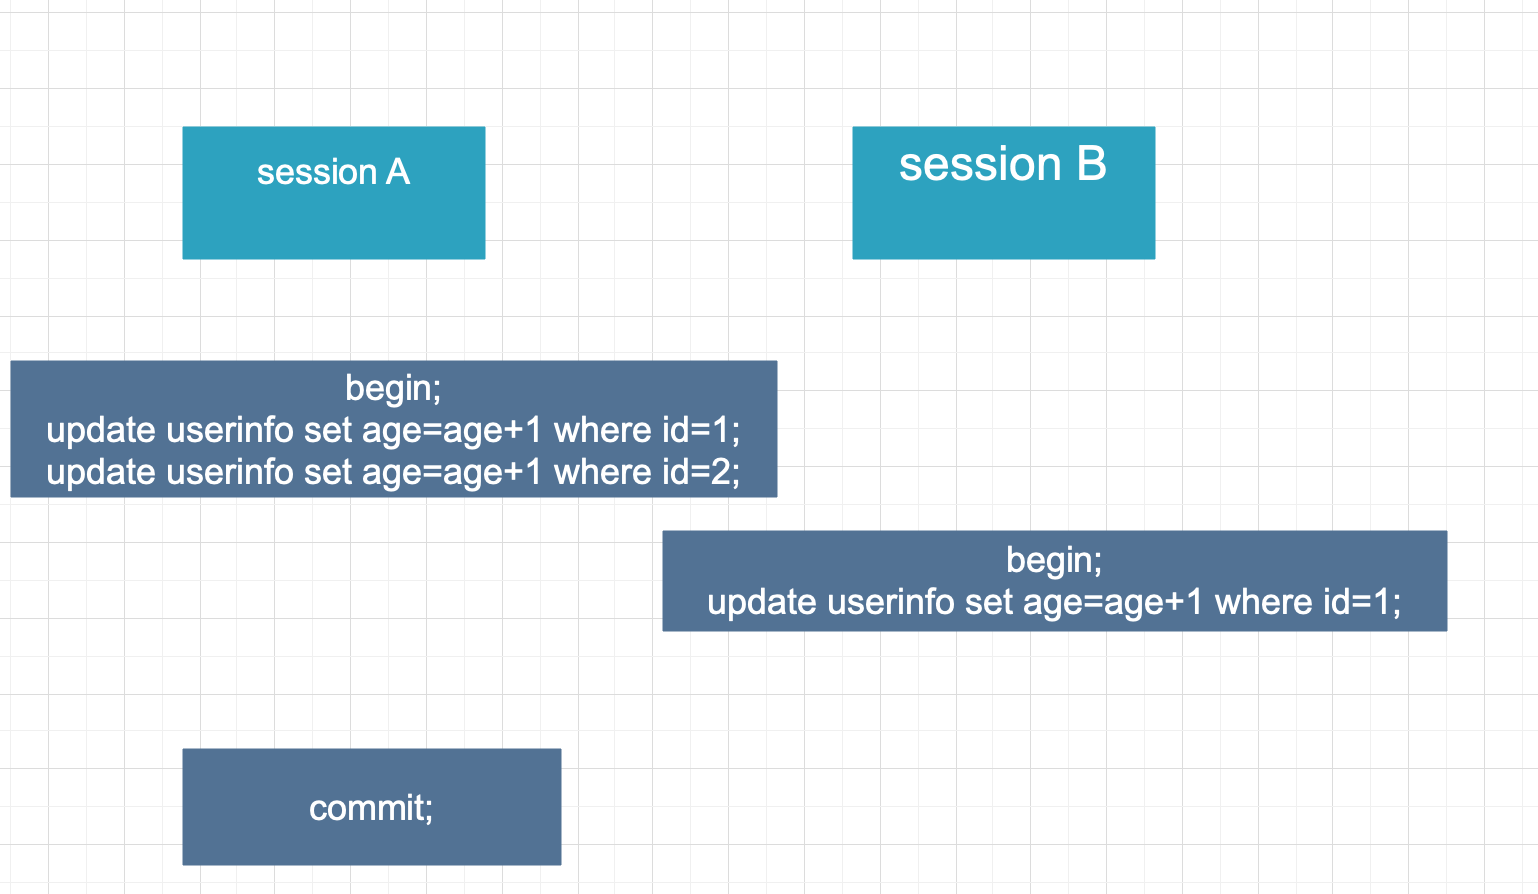 session A
session B
begin;
update userinfo set age=age+1 where id=1;
update userinfo set age=age+1 where id=2;
begin;
update userinfo set age=age+1 where id=1;
commit;